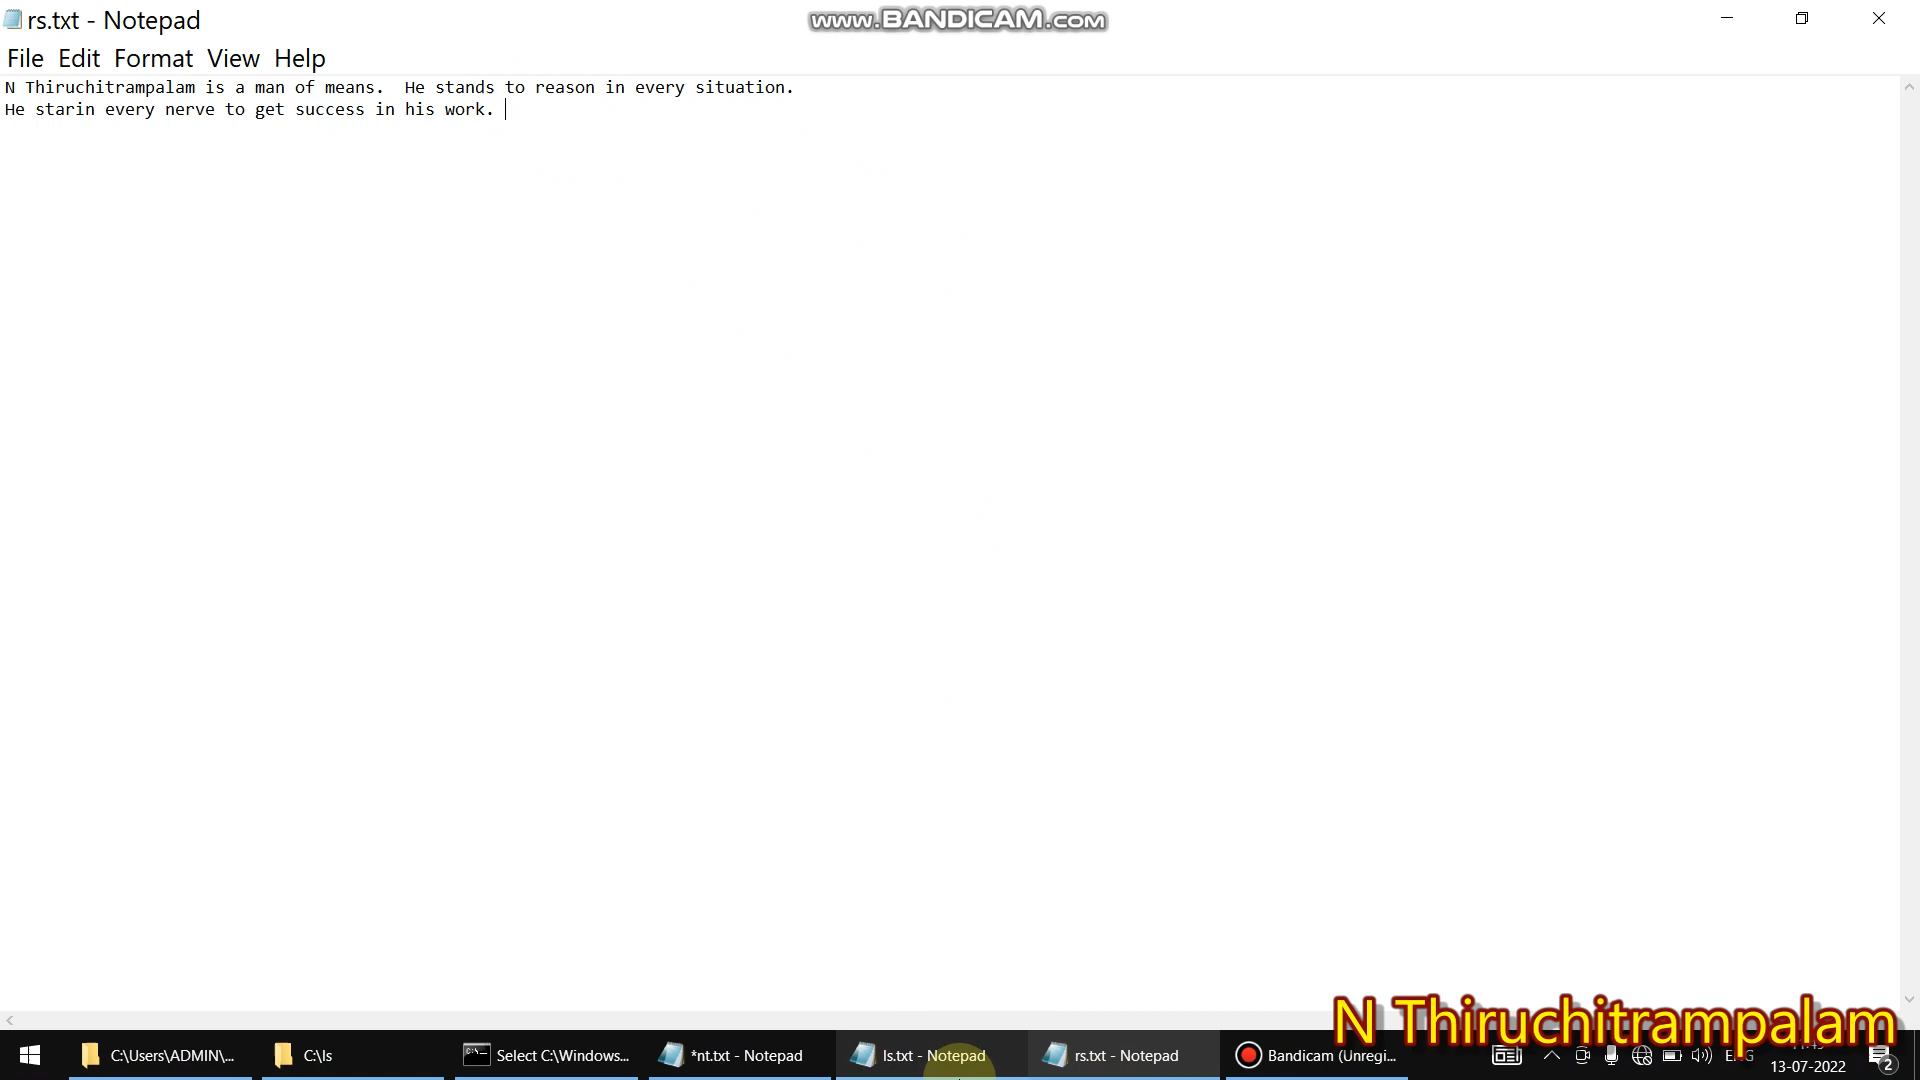 rs.txt - Notepad
www.BANDICAM.com
File Edit Format View Help
N Thiruchitrampalam is a man of means.  He stands to reason in every situation.
He starin every nerve to get success in his work.
N Thiruchitrampalam
C:\Users\ADMIN\...
C:\ls
Select C:\Windows...
*nt.txt - Notepad
ls.txt - Notepad
rs.txt - Notepad
Bandicam (Unregi...
ENG
13-07-2022
2